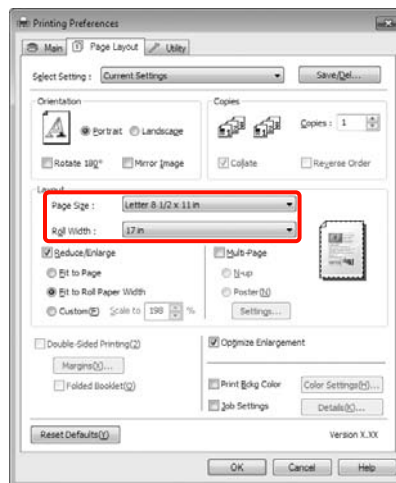 Printing Preferences
Main Page Layout Utility
Select Setting : Current Settings Save/Del...
Orientation Copies
Portrait Landscape Copies : 1
Rotate 180° Mirror Image Collate Reverse Order
Layout
Page Size : Letter 8 1/2 x 11 in
Roll Width : 17 in
Reduce/Enlarge Multi-Page
Fit to Page N-up
Fit to Roll Paper Width Poster(N)
Custom(F) Scale to 198 % Settings...
Double-Sided Printing(2) Optimize Enlargement
Margins(X)...
Folded Booklet(Q) Print Bckg Color Color Settings(H)...
Job Settings Details(K)...
Reset Defaults(Y) Version X.XX
OK Cancel Help